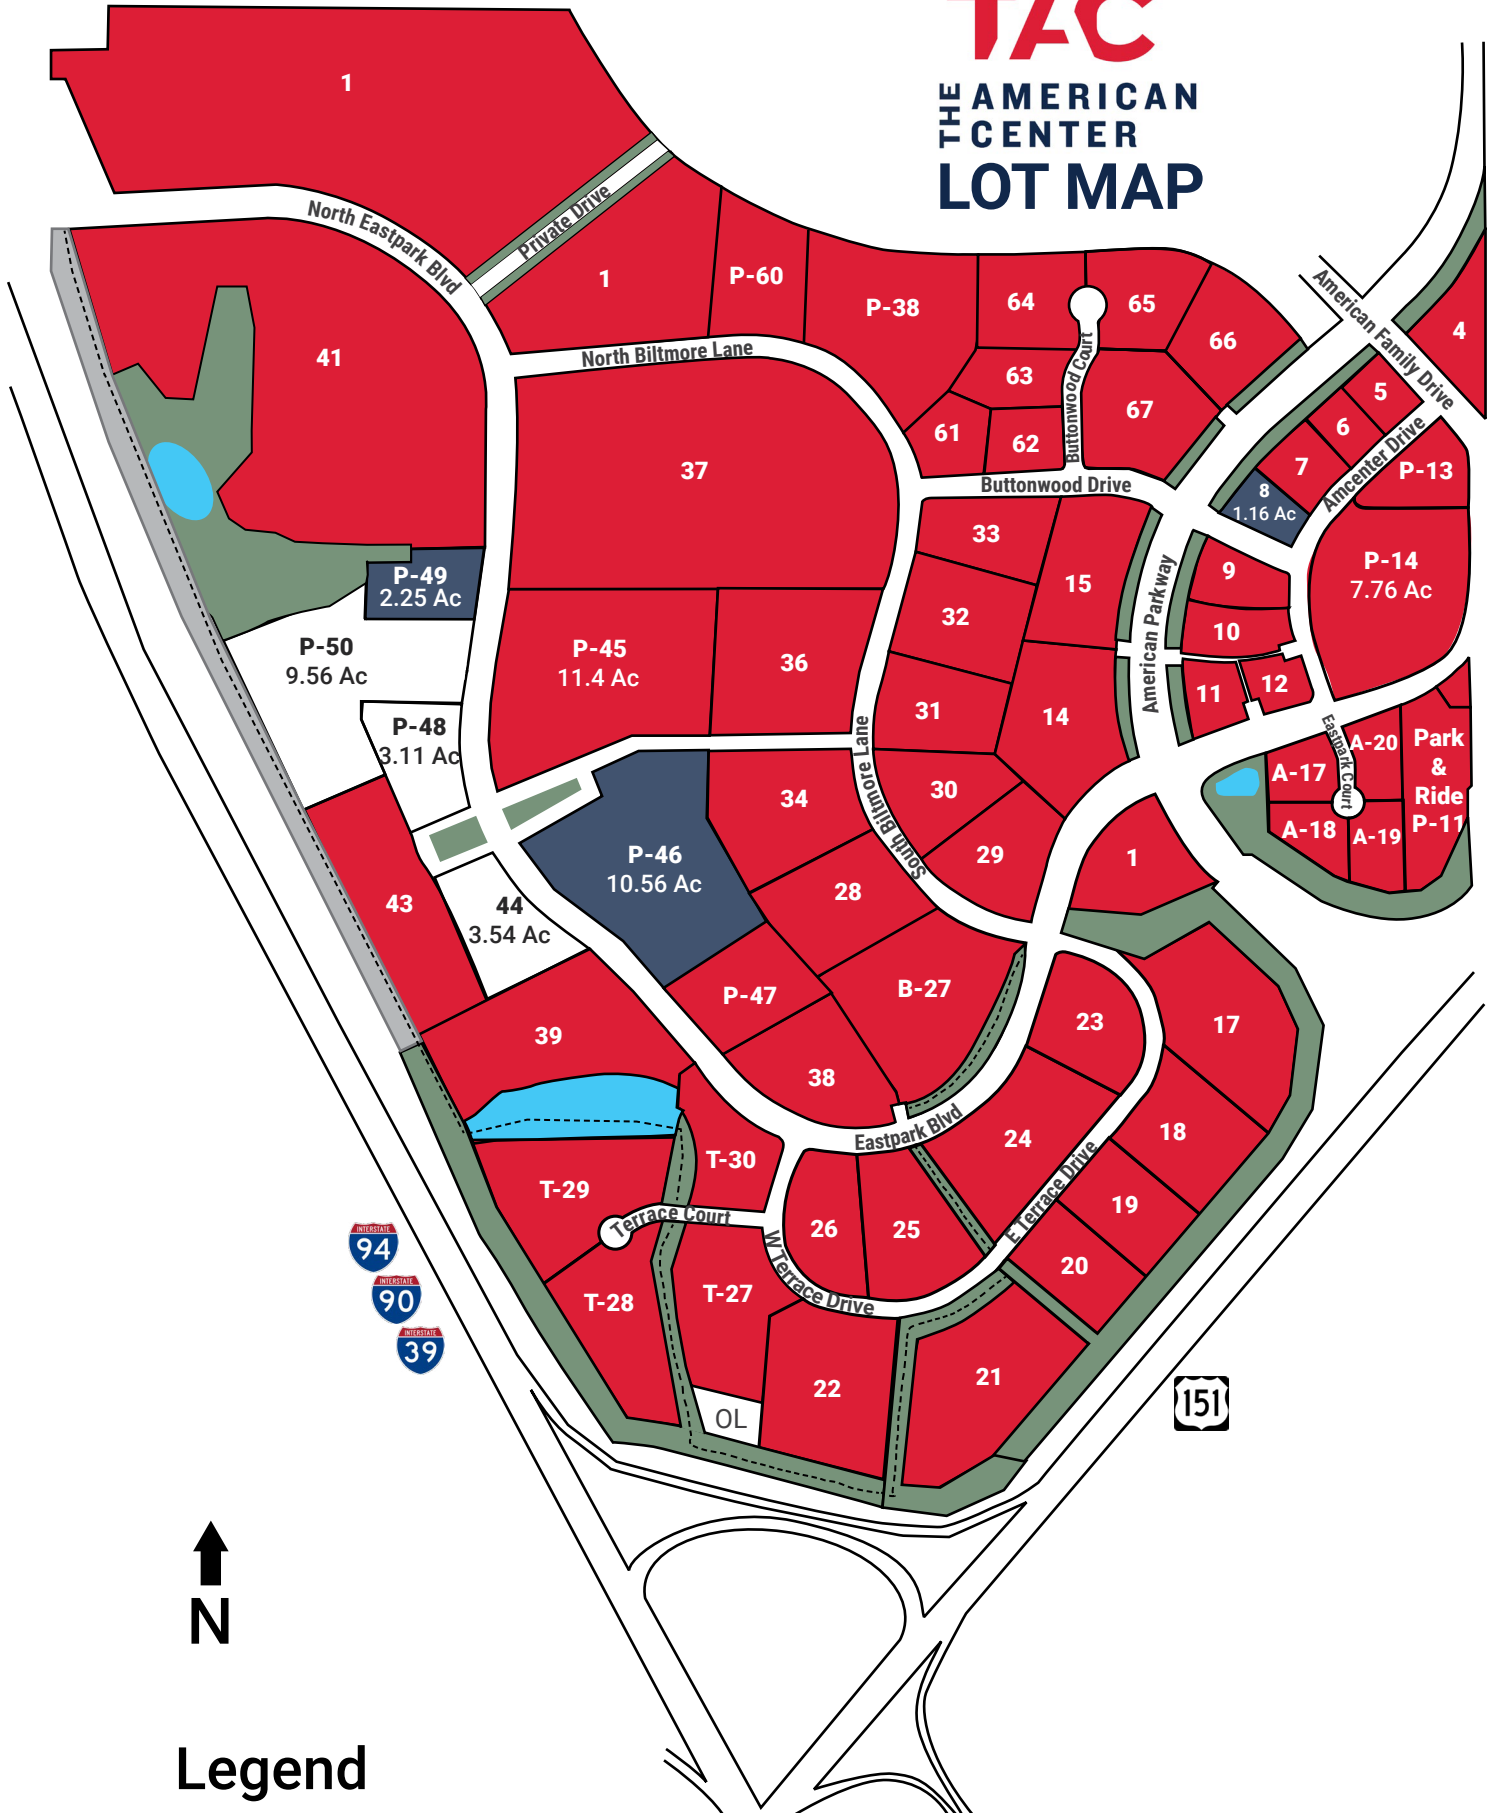 TAC
THE AMERICAN
CENTER
LOT MAP
1
North Eastpark Blvd
Private Drive
1
P-60
P-38
64
65
66
American Family Drive
4
41
North Biltmore Lane
63
Buttonwood Court
67
5
6
61
62
7
Amcenter Drive
P-13
37
Buttonwood Drive
8
1.16 Ac
33
15
American Parkway
9
P-14
7.76 Ac
P-49
2.25 Ac
32
10
P-50
9.56 Ac
P-45
11.4 Ac
36
31
14
11
12
P-48
3.11 Ac
South Biltmore Lane
Eastpark Court
A-20
Park
&
Ride
P-11
A-17
A-18
A-19
34
30
29
1
P-46
10.56 Ac
28
43
44
3.54 Ac
P-47
B-27
23
17
39
38
Eastpark Blvd
24
18
T-30
T-29
E Terrace Drive
19
Terrace Court
26
25
20
W Terrace Drive
T-28
T-27
22
21
OL
INTERSTATE
94
INTERSTATE
90
INTERSTATE
39
151
N
Legend